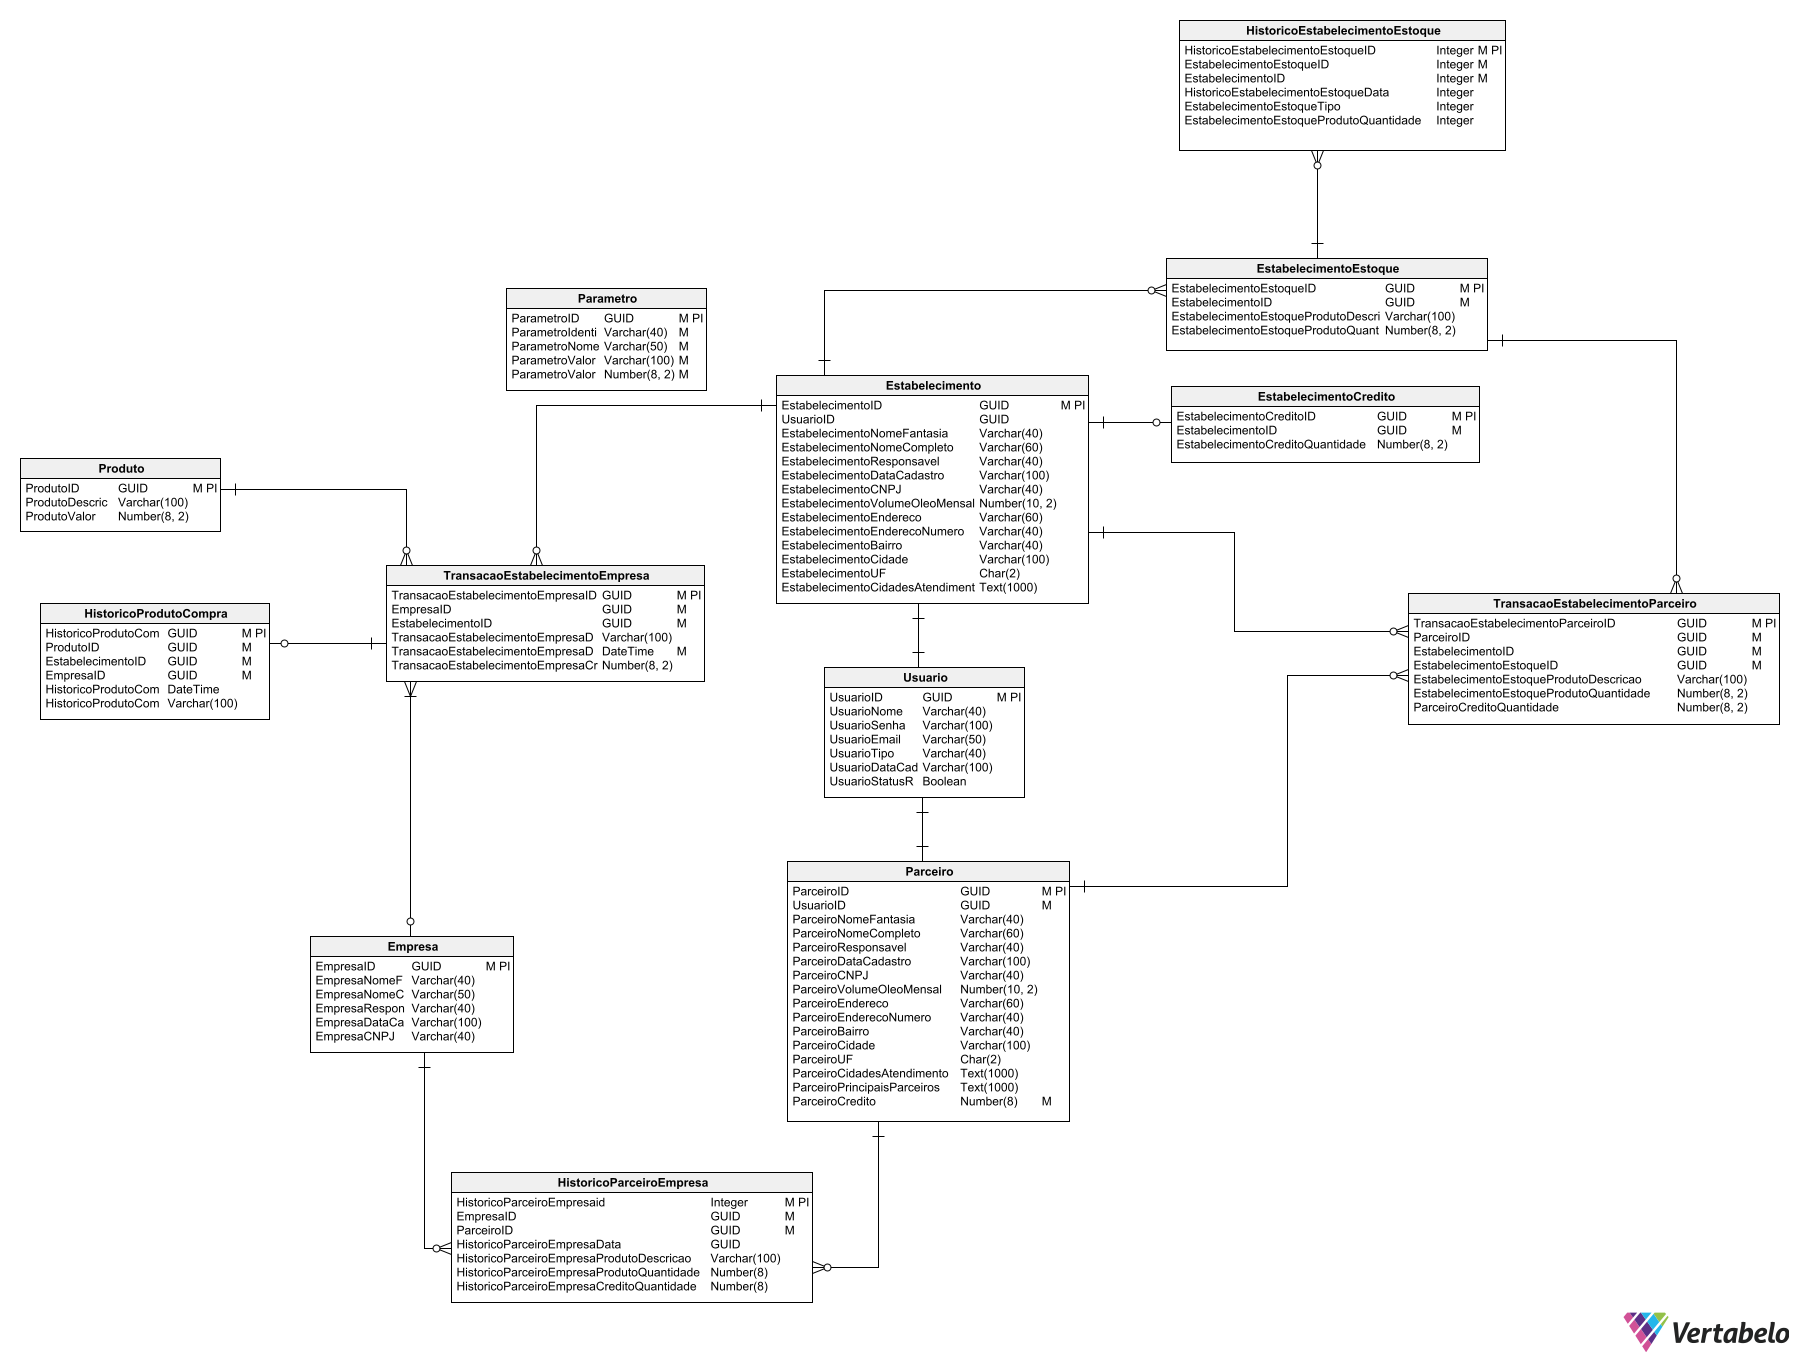 HistoricoEstabelecimentoEstoque
HistoricoEstabelecimentoEstoqueID Integer M PI
EstabelecimentoEstoqueID Integer M
EstabelecimentoID Integer M
HistoricoEstabelecimentoEstoqueData Integer
EstabelecimentoEstoqueTipo Integer
EstabelecimentoEstoqueProdutoQuantidade Integer
EstabelecimentoEstoque
EstabelecimentoEstoqueID GUID M PI
EstabelecimentoID GUID M
EstabelecimentoEstoqueProdutoDescri Varchar(100)
EstabelecimentoEstoqueProdutoQuant Number(8, 2)
Parametro
ParametroID GUID M PI
ParametroIdenti Varchar(40) M
ParametroNome Varchar(50) M
ParametroValor Varchar(100) M
ParametroValor Number(8, 2) M
Estabelecimento
EstabelecimentoID GUID M PI
UsuarioID GUID
EstabelecimentoNomeFantasia Varchar(40)
EstabelecimentoNomeCompleto Varchar(60)
EstabelecimentoResponsavel Varchar(40)
EstabelecimentoDataCadastro Varchar(100)
EstabelecimentoCNPJ Varchar(40)
EstabelecimentoVolumeOleoMensal Number(10, 2)
EstabelecimentoEndereco Varchar(60)
EstabelecimentoEnderecoNumero Varchar(40)
EstabelecimentoBairro Varchar(40)
EstabelecimentoCidade Varchar(100)
EstabelecimentoUF Char(2)
EstabelecimentoCidadesAtendiment Text(1000)
EstabelecimentoCredito
EstabelecimentoCreditoID GUID M PI
EstabelecimentoID GUID M
EstabelecimentoCreditoQuantidade Number(8, 2)
Produto
ProdutoID GUID M PI
ProdutoDescric Varchar(100)
ProdutoValor Number(8, 2)
TransacaoEstabelecimentoEmpresa
TransacaoEstabelecimentoEmpresaID GUID M PI
EmpresaID GUID M
EstabelecimentoID GUID M
TransacaoEstabelecimentoEmpresaD Varchar(100)
TransacaoEstabelecimentoEmpresaD DateTime M
TransacaoEstabelecimentoEmpresaCr Number(8, 2)
HistoricoProdutoCompra
HistoricoProdutoCom GUID M PI
ProdutoID GUID M
EstabelecimentoID GUID M
EmpresaID GUID M
HistoricoProdutoCom DateTime
HistoricoProdutoCom Varchar(100)
TransacaoEstabelecimentoParceiro
TransacaoEstabelecimentoParceiroID GUID M PI
ParceiroID GUID M
EstabelecimentoID GUID M
EstabelecimentoEstoqueID GUID M
EstabelecimentoEstoqueProdutoDescricao Varchar(100)
EstabelecimentoEstoqueProdutoQuantidade Number(8, 2)
ParceiroCreditoQuantidade Number(8, 2)
Usuario
UsuarioID GUID M PI
UsuarioNome Varchar(40)
UsuarioSenha Varchar(100)
UsuarioEmail Varchar(50)
UsuarioTipo Varchar(40)
UsuarioDataCad Varchar(100)
UsuarioStatusR Boolean
Parceiro
ParceiroID GUID M PI
UsuarioID GUID M
ParceiroNomeFantasia Varchar(40)
ParceiroNomeCompleto Varchar(60)
ParceiroResponsavel Varchar(40)
ParceiroDataCadastro Varchar(100)
ParceiroCNPJ Varchar(40)
ParceiroVolumeOleoMensal Number(10, 2)
ParceiroEndereco Varchar(60)
ParceiroEnderecoNumero Varchar(40)
ParceiroBairro Varchar(40)
ParceiroCidade Varchar(100)
ParceiroUF Char(2)
ParceiroCidadesAtendimento Text(1000)
ParceiroPrincipaisParceiros Text(1000)
ParceiroCredito Number(8) M
Empresa
EmpresaID GUID M PI
EmpresaNomeF Varchar(40)
EmpresaNomeC Varchar(50)
EmpresaRespon Varchar(40)
EmpresaDataCa Varchar(100)
EmpresaCNPJ Varchar(40)
HistoricoParceiroEmpresa
HistoricoParceiroEmpresaid Integer M PI
EmpresaID GUID M
ParceiroID GUID M
HistoricoParceiroEmpresaData GUID
HistoricoParceiroEmpresaProdutoDescricao Varchar(100)
HistoricoParceiroEmpresaProdutoQuantidade Number(8)
HistoricoParceiroEmpresaCreditoQuantidade Number(8)
Vertabelo